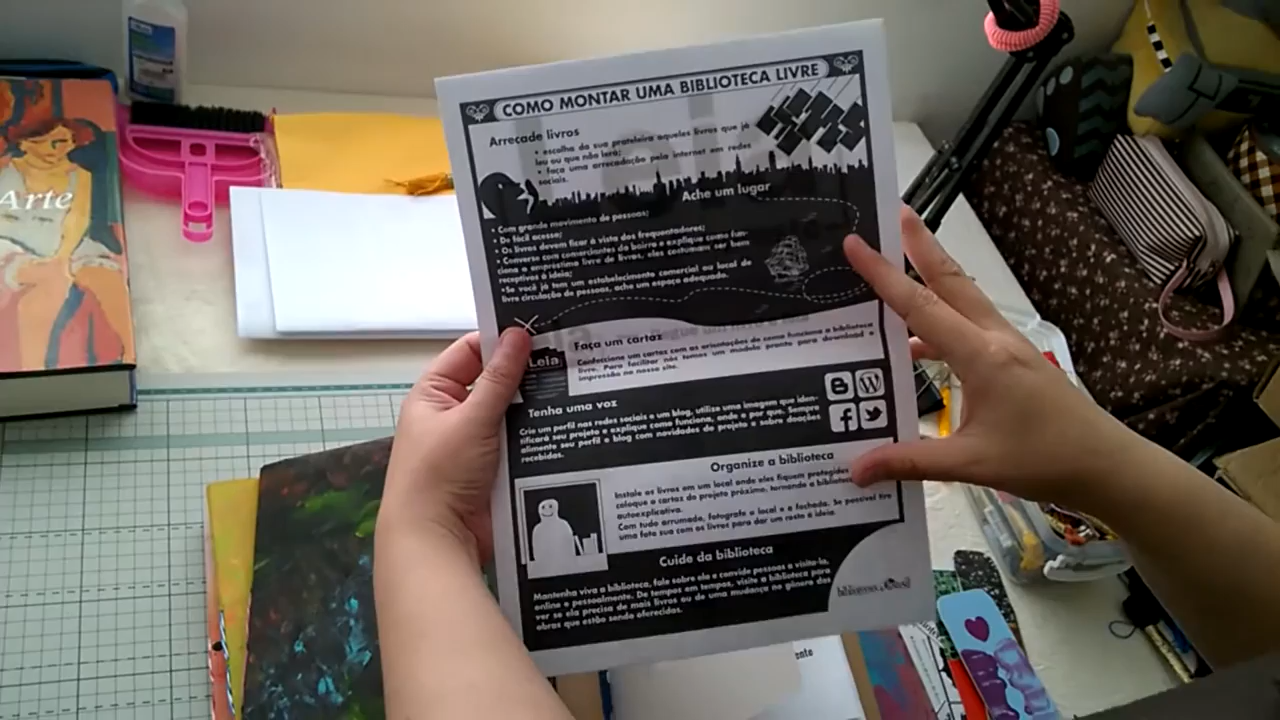 COMO MONTAR UMA BIBLIOTECA LIVRE
Arrecade livros
• escolha da sua prateleira aqueles livros que já
leu ou que não lerá;
• faça uma arrecadação pela internet em redes
sociais.
Ache um lugar
• Com grande movimento de pessoas;
• De fácil acesso;
• Os livros devem ficar à vista dos frequentadores;
• Converse com comerciantes do bairro e explique como fun-
ciona o empréstimo livre de livros, eles costumam ser bem
receptivos à ideia;
•Se você já tem um estabelecimento comercial ou local de
livre circulação de pessoas, ache um espaço adequado.
Faça um cartaz
Leia
Confeccione um cartaz com as orientações de como funciona a biblioteca
livre. Para facilitar nós temos um modelo pronto para download e
impressão no nosso site.
Tenha uma voz
Crie um perfil nas redes sociais e um blog, utilize uma imagem que iden-
tificará seu projeto e explique como funciona, onde e por que. Sempre
alimente seu perfil e blog com novidades do projeto e sobre doações
recebidas.
Organize a biblioteca
Instale os livros em um local onde eles fiquem protegidos
coloque o cartaz do projeto próximo, tornando a biblioteca
autoexplicativa.
Com tudo arrumado, fotografe o local e a fachada. Se possível tire
uma foto sua com os livros para dar um rosto à ideia.
Cuide da biblioteca
Mantenha viva a biblioteca, fale sobre ela e convide pessoas a visitá-la,
online e pessoalmente. De tempos em tempos, visite a biblioteca para
ver se ela precisa de mais livros ou de uma mudança no gênero das
obras que estão sendo oferecidas.
Arte